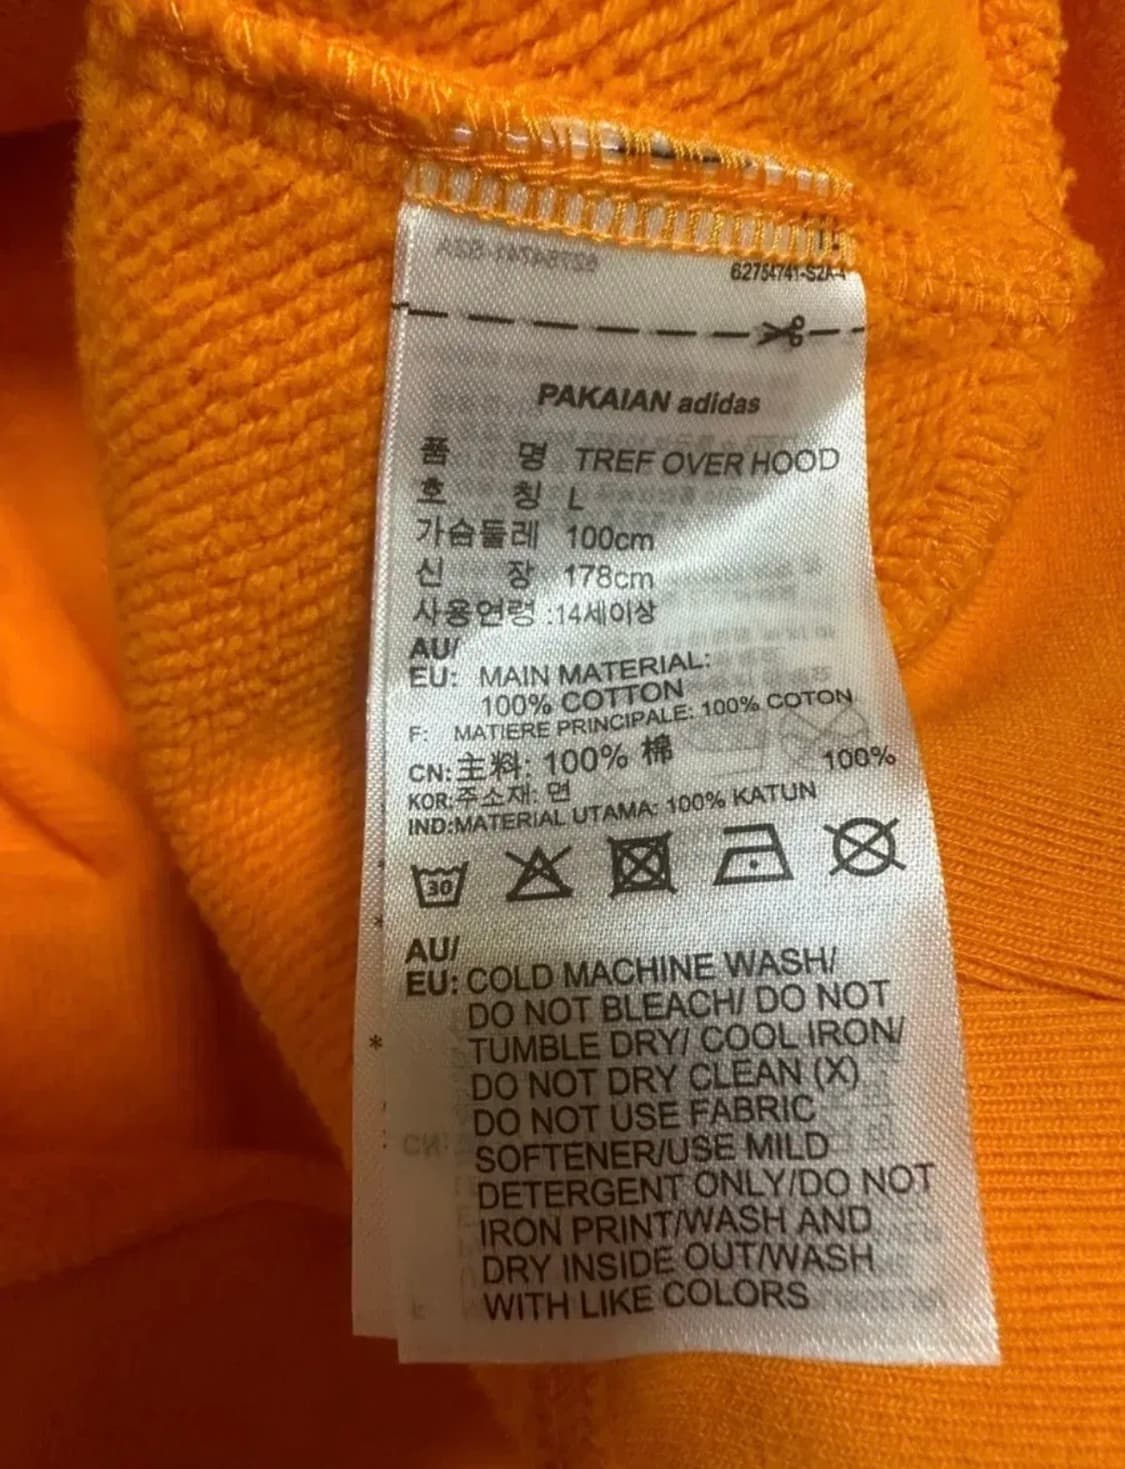 62754741-S2A-4
PAKAIAN adidas
품 명 TREF OVER HOOD
호 칭 L
가슴둘레 100cm
신 장 178cm
사용연령 :14세이상
AU/
EU: MAIN MATERIAL:
100% COTTON
F: MATIERE PRINCIPALE: 100% COTON
CN:主料: 100% 棉
100%
KOR:주소재: 면
IND:MATERIAL UTAMA: 100% KATUN
30
AU/
EU: COLD MACHINE WASH/
DO NOT BLEACH/ DO NOT
TUMBLE DRY/ COOL IRON/
DO NOT DRY CLEAN (X)
DO NOT USE FABRIC
SOFTENER/USE MILD
DETERGENT ONLY/DO NOT
IRON PRINT/WASH AND
DRY INSIDE OUT/WASH
WITH LIKE COLORS